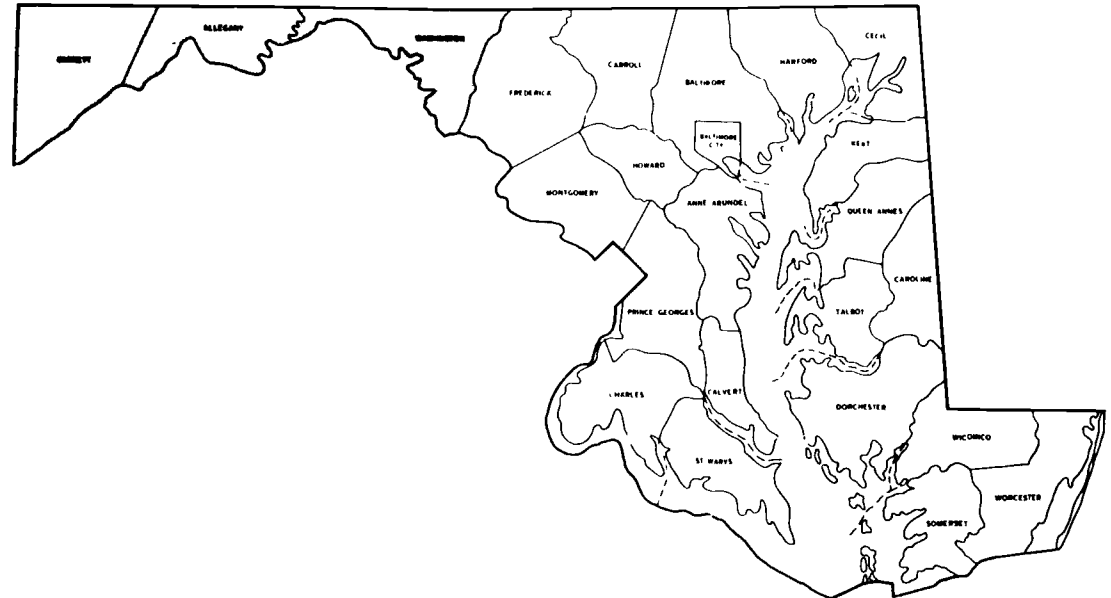 GARRETT
ALLEGANY
WASHINGTON
FREDERICK
CARROLL
BALTIMORE
HARFORD
CECIL
BALTIMORE
CITY
KENT
HOWARD
MONTGOMERY
ANNE ARUNDEL
QUEEN ANNES
CAROLINE
TALBOT
PRINCE GEORGES
CHARLES
CALVERT
DORCHESTER
ST MARYS
WICOMICO
WORCESTER
SOMERSET